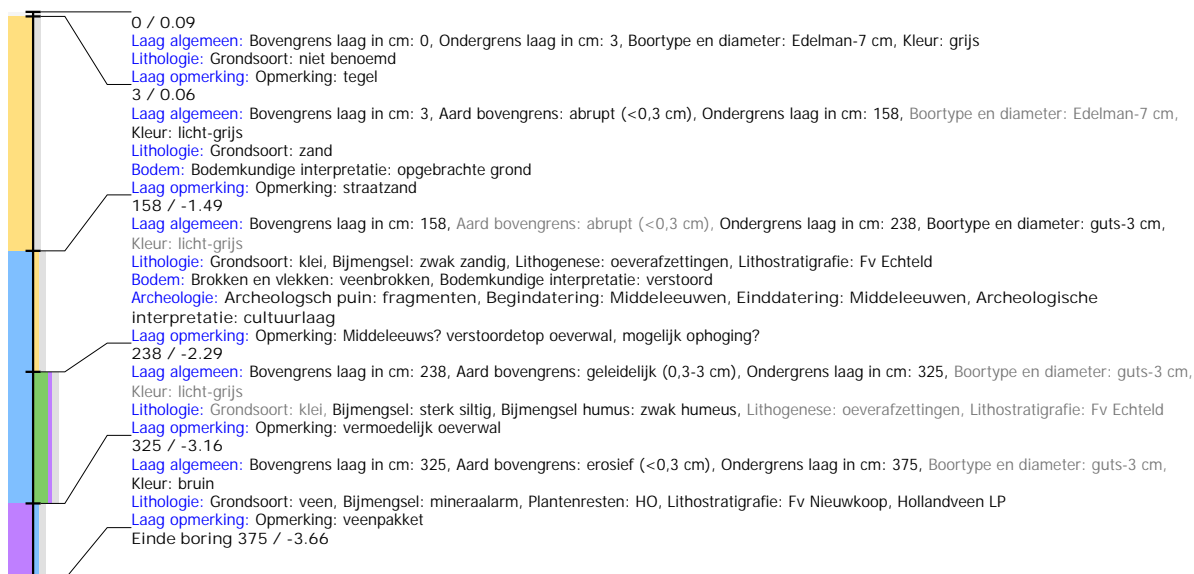 0 / 0.09
Laag algemeen: Bovengrens laag in cm: 0, Ondergrens laag in cm: 3, Boortype en diameter: Edelman-7 cm, Kleur: grijs
Lithologie: Grondsoort: niet benoemd
Laag opmerking: Opmerking: tegel
3 / 0.06
Laag algemeen: Bovengrens laag in cm: 3, Aard bovengrens: abrupt (<0,3 cm), Ondergrens laag in cm: 158, Boortype en diameter: Edelman-7 cm,
Kleur: licht-grijs
Lithologie: Grondsoort: zand
Bodem: Bodemkundige interpretatie: opgebrachte grond
Laag opmerking: Opmerking: straatzand
158 / -1.49
Laag algemeen: Bovengrens laag in cm: 158, Aard bovengrens: abrupt (<0,3 cm), Ondergrens laag in cm: 238, Boortype en diameter: guts-3 cm,
Kleur: licht-grijs
Lithologie: Grondsoort: klei, Bijmengsel: zwak zandig, Lithogenese: oeverafzettingen, Lithostratigrafie: Fv Echteld
Bodem: Brokken en vlekken: veenbrokken, Bodemkundige interpretatie: verstoord
Archeologie: Archeologsch puin: fragmenten, Begindatering: Middeleeuwen, Einddatering: Middeleeuwen, Archeologische
interpretatie: cultuurlaag
Laag opmerking: Opmerking: Middeleeuws? verstoordetop oeverwal, mogelijk ophoging?
238 / -2.29
Laag algemeen: Bovengrens laag in cm: 238, Aard bovengrens: geleidelijk (0,3-3 cm), Ondergrens laag in cm: 325, Boortype en diameter: guts-3 cm,
Kleur: licht-grijs
Lithologie: Grondsoort: klei, Bijmengsel: sterk siltig, Bijmengsel humus: zwak humeus, Lithogenese: oeverafzettingen, Lithostratigrafie: Fv Echteld
Laag opmerking: Opmerking: vermoedelijk oeverwal
325 / -3.16
Laag algemeen: Bovengrens laag in cm: 325, Aard bovengrens: erosief (<0,3 cm), Ondergrens laag in cm: 375, Boortype en diameter: guts-3 cm,
Kleur: bruin
Lithologie: Grondsoort: veen, Bijmengsel: mineraalarm, Plantenresten: HO, Lithostratigrafie: Fv Nieuwkoop, Hollandveen LP
Laag opmerking: Opmerking: veenpakket
Einde boring 375 / -3.66